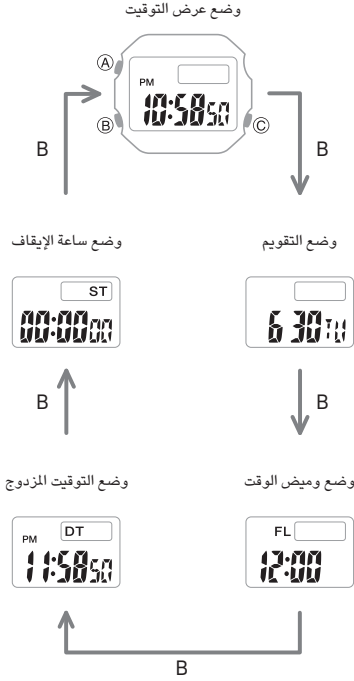 وضع عرض التوقيت
A
PM
10:58 50
B
C
B
B
وضع ساعة الإيقاف
وضع التقويم
ST
00:00 00
6 30 TU
B
B
وضع التوقيت المزدوج
وضع وميض الوقت
DT
PM
11:58 50
FL
12:00
B